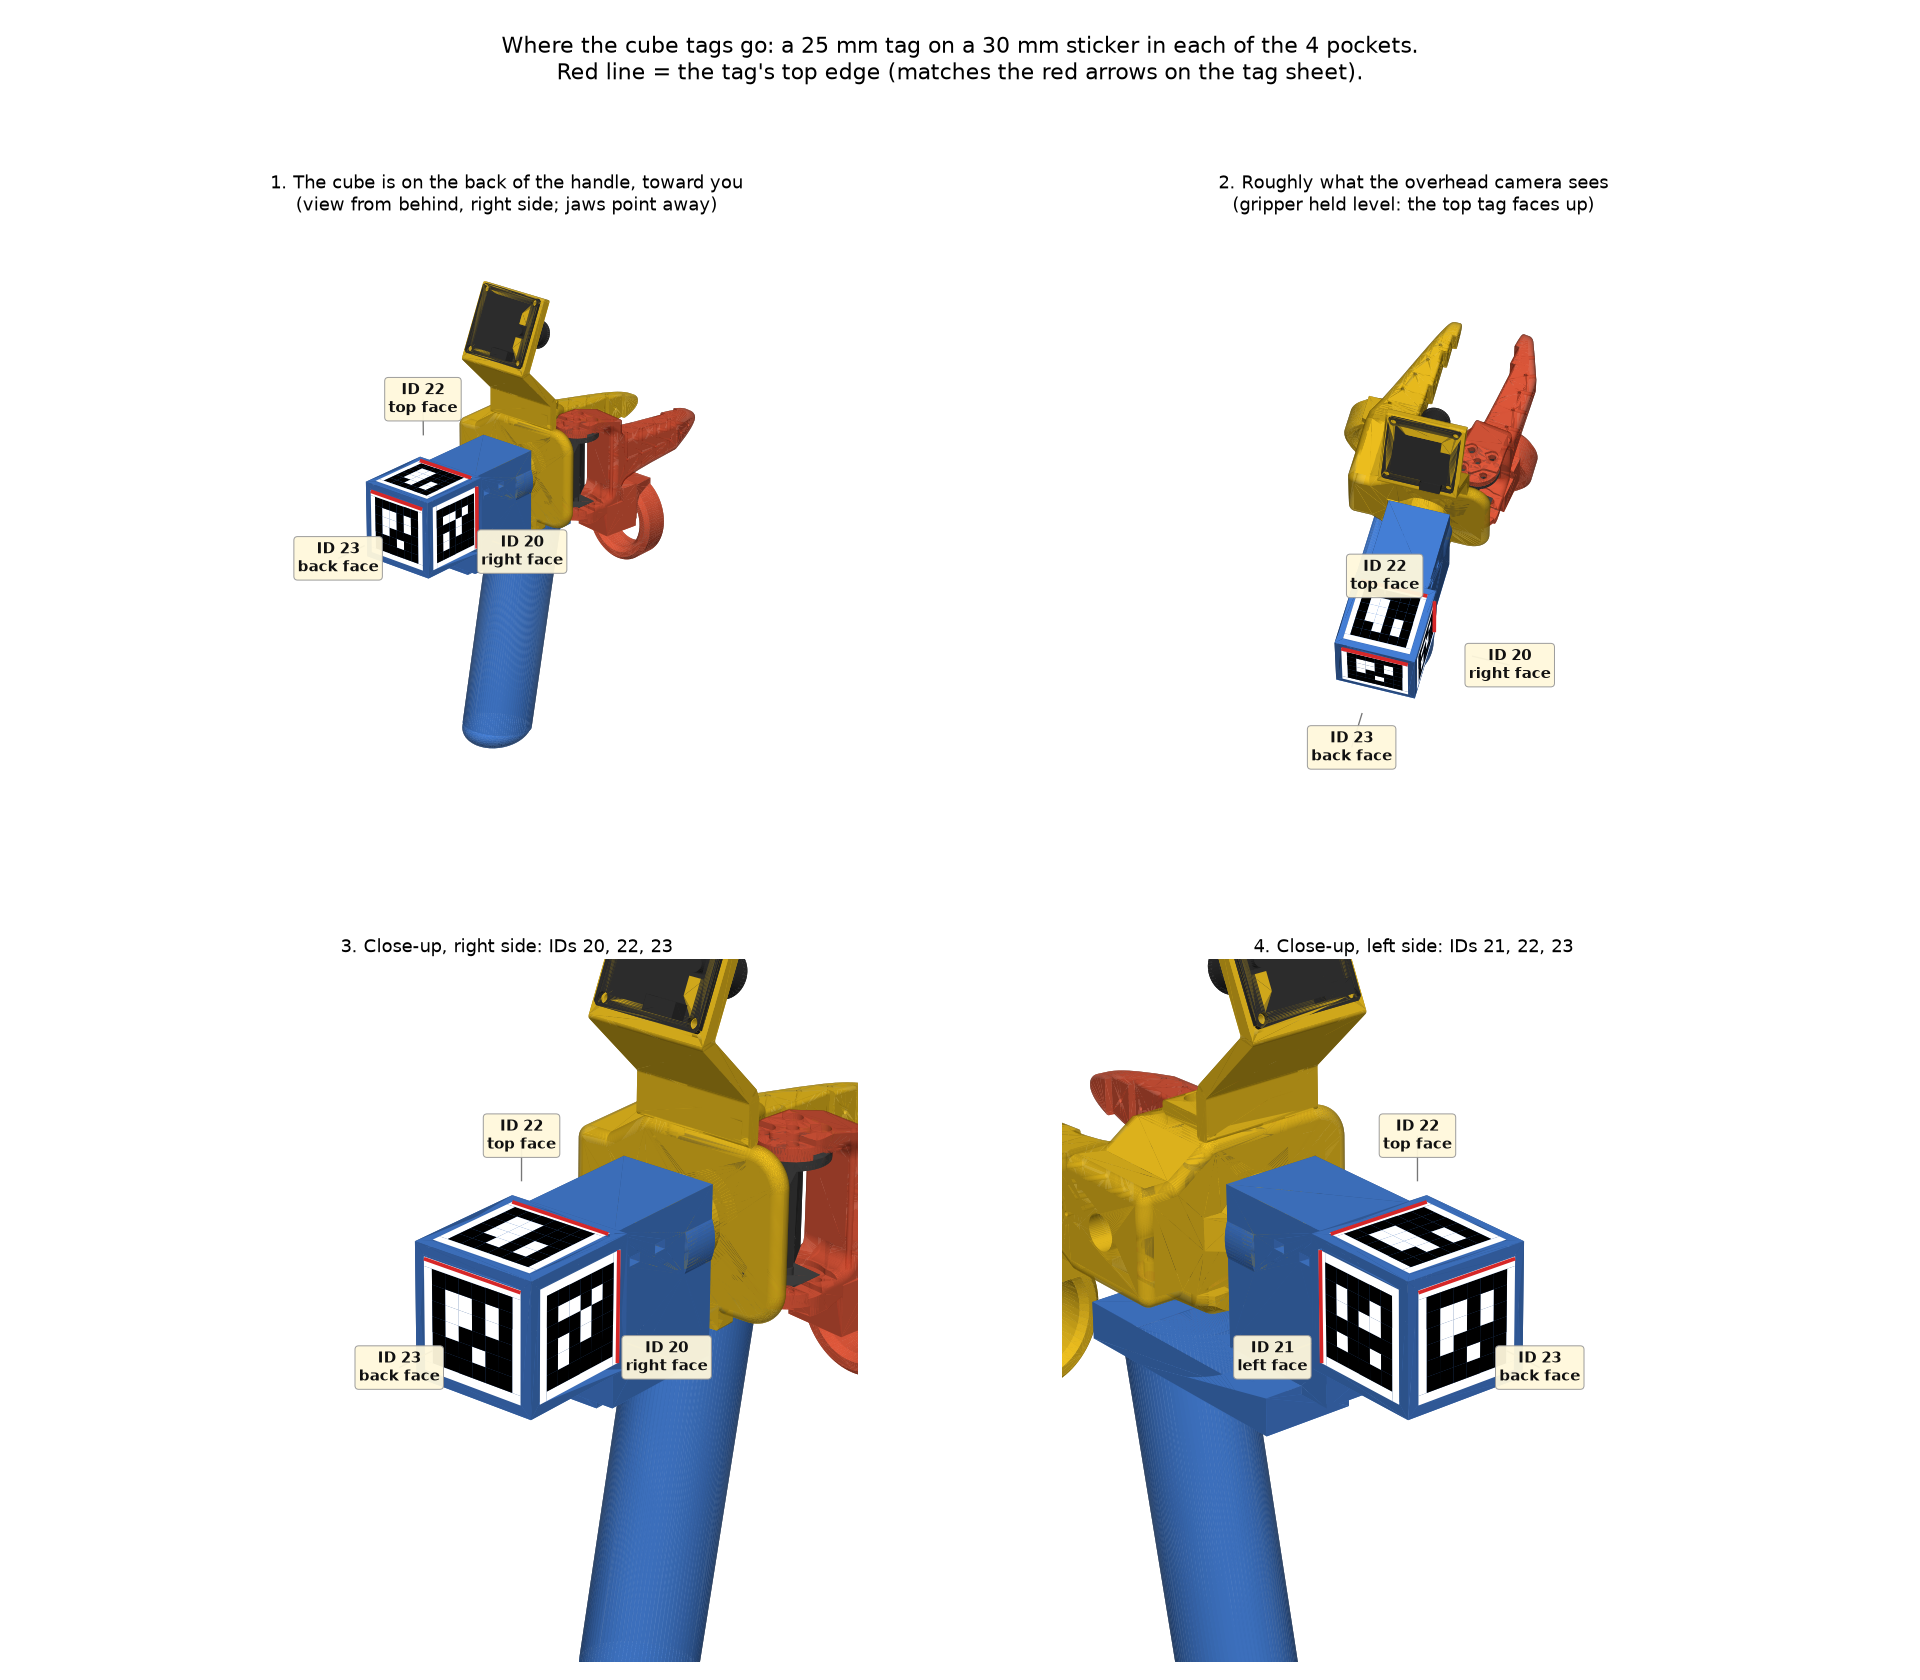 Where the cube tags go: a 25 mm tag on a 30 mm sticker in each of the 4 pockets.
Red line = the tag's top edge (matches the red arrows on the tag sheet).
1. The cube is on the back of the handle, toward you
(view from behind, right side; jaws point away)
ID 22
top face
ID 23
back face
ID 20
right face
2. Roughly what the overhead camera sees
(gripper held level: the top tag faces up)
ID 22
top face
ID 20
right face
ID 23
back face
3. Close-up, right side: IDs 20, 22, 23
ID 22
top face
ID 23
back face
ID 20
right face
4. Close-up, left side: IDs 21, 22, 23
ID 22
top face
ID 21
left face
ID 23
back face